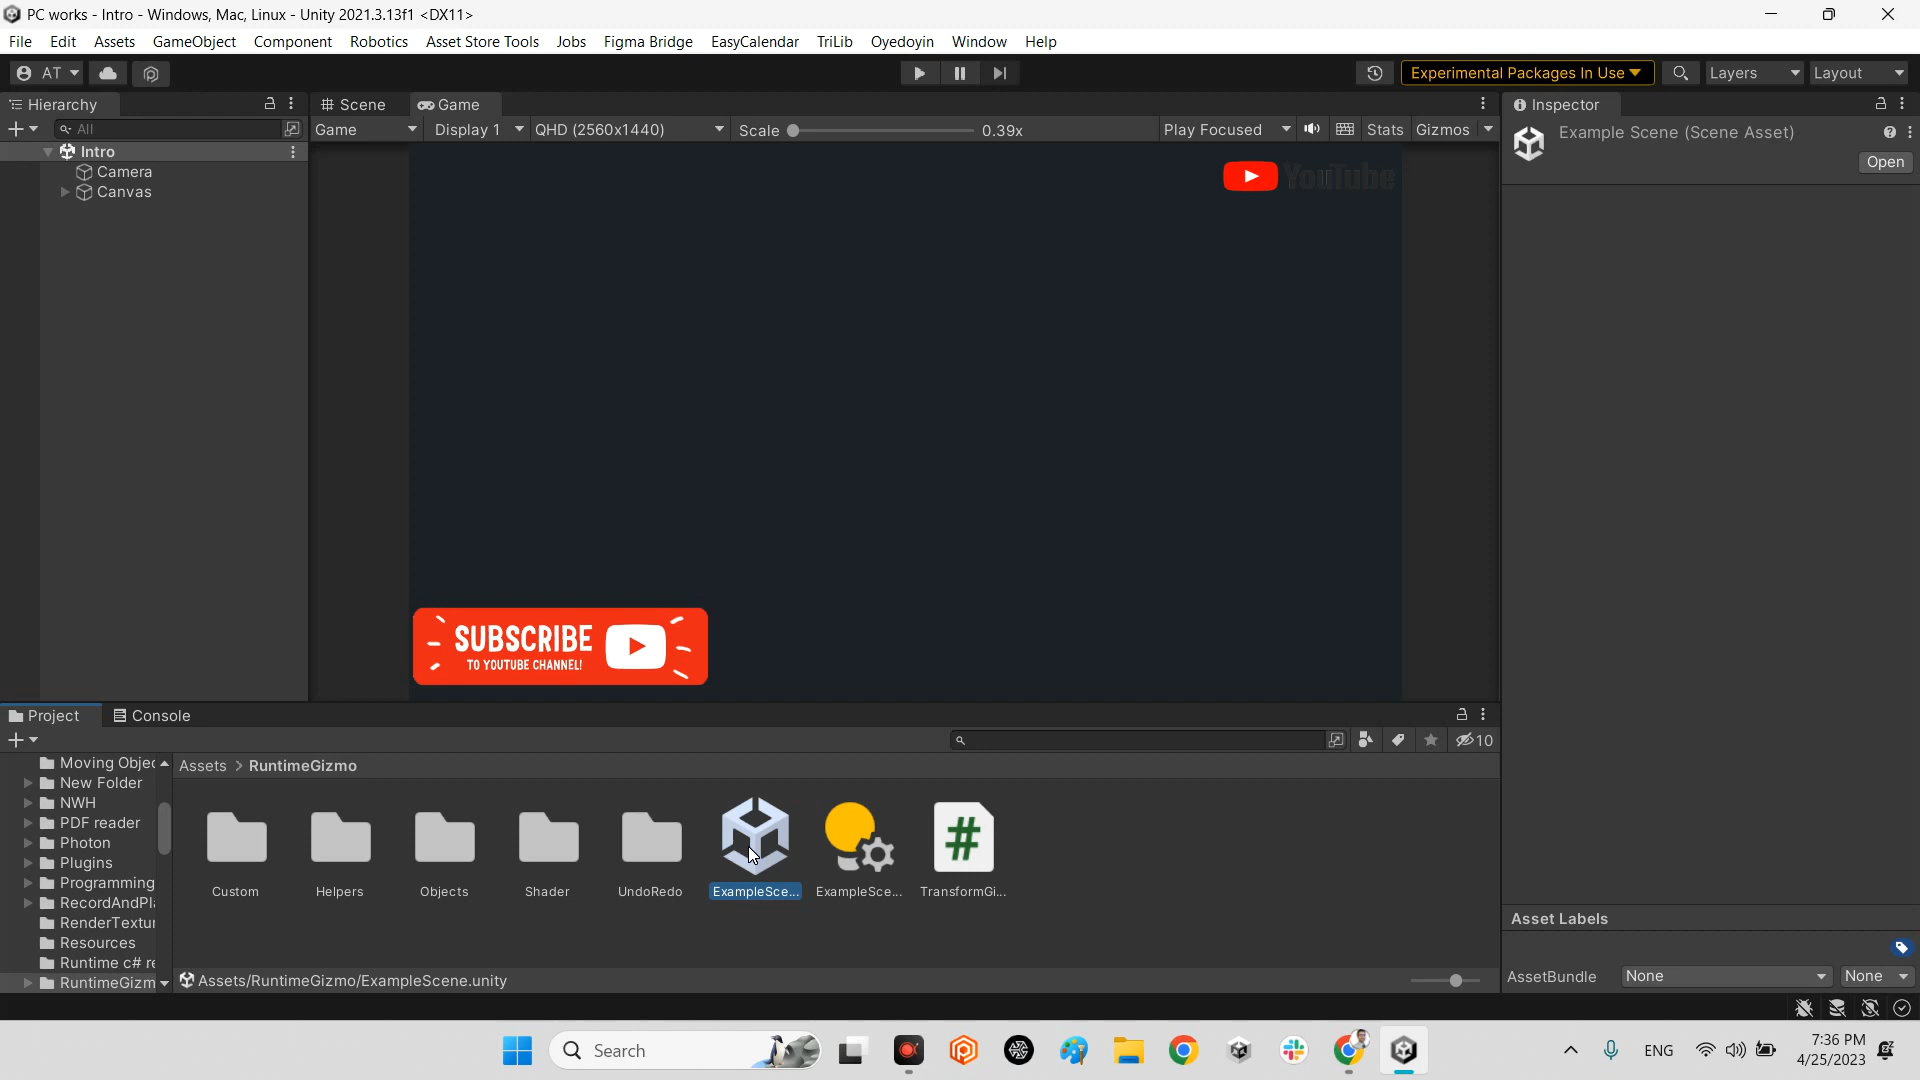 PC works - Intro - Windows, Mac, Linux - Unity 2021.3.13f1 <DX11>
File Edit Assets GameObject Component Robotics Asset Store Tools Jobs Figma Bridge EasyCalendar TriLib Oyedoyin Window Help
AT Experimental Packages In Use Layers Layout
Hierarchy Scene Game Inspector
All Game Display 1 QHD (2560x1440) Scale 0.39x Play Focused Stats Gizmos Example Scene (Scene Asset)
Open
Intro
Camera
Canvas
YouTube
SUBSCRIBE
TO YOUTUBE CHANNEL!
Project Console
10
Moving Objec
New Folder
NWH
PDF reader
Photon
Plugins
Programming
RecordAndPla
RenderTextur
Resources
Runtime c# re
RuntimeGizm
Assets > RuntimeGizmo
Custom Helpers Objects Shader UndoRedo ExampleSce... ExampleSce... TransformGi...
Assets/RuntimeGizmo/ExampleScene.unity
Asset Labels
AssetBundle None None
Search ENG 7:36 PM
4/25/2023